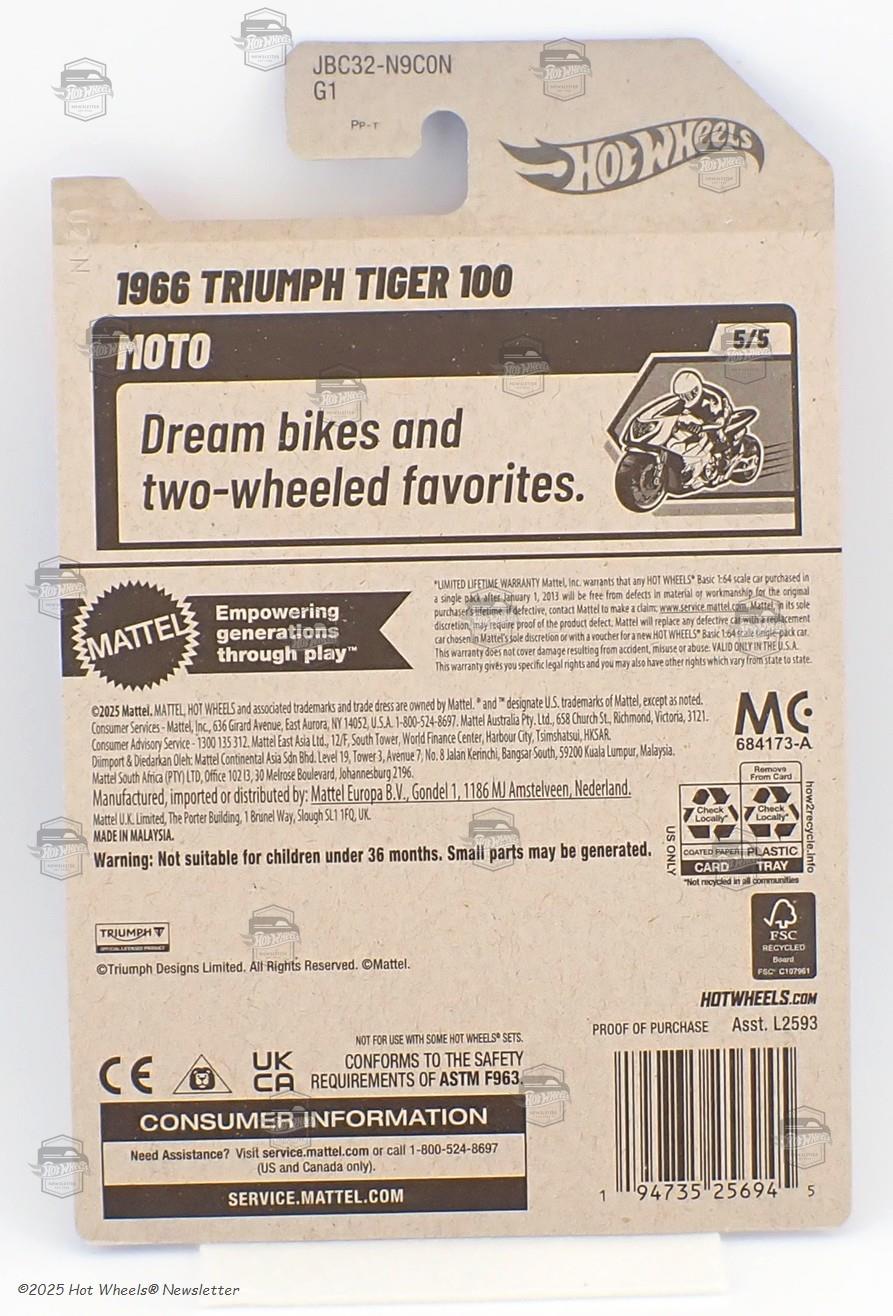 JBC32-N9C0N
G1
PP-T
HOT WHEELS
1966 TRIUMPH TIGER 100
MOTO
5/5
Dream bikes and
two-wheeled favorites.
MATTEL
Empowering
generations
through play™
*LIMITED LIFETIME WARRANTY Mattel, Inc. warrants that any HOT WHEELS® Basic 1:64 scale car purchased in
a single pack after January 1, 2013 will be free from defects in material or workmanship for the original
purchaser's lifetime. If defective, contact Mattel to make a claim: www.service.mattel.com. Mattel, in its sole
discretion, may require proof of the product defect. Mattel will replace any defective car with a replacement
car chosen in Mattel's sole discretion or with a voucher for a new HOT WHEELS® Basic 1:64 scale single-pack car.
This warranty does not cover damage resulting from accident, misuse or abuse. VALID ONLY IN THE U.S.A.
This warranty gives you specific legal rights and you may also have other rights which vary from state to state.
©2025 Mattel. MATTEL, HOT WHEELS and associated trademarks and trade dress are owned by Mattel. ® and ™ designate U.S. trademarks of Mattel, except as noted.
Consumer Services - Mattel, Inc., 636 Girard Avenue, East Aurora, NY 14052, U.S.A. 1-800-524-8697. Mattel Australia Pty. Ltd., 658 Church St., Richmond, Victoria, 3121.
Consumer Advisory Service - 1300 135 312. Mattel East Asia Ltd., 12/F, South Tower, World Finance Center, Harbour City, Tsimshatsui, HKSAR.
Diimport & Diedarkan Oleh: Mattel Continental Asia Sdn Bhd. Level 19, Tower 3, Avenue 7, No. 8 Jalan Kerinchi, Bangsar South, 59200 Kuala Lumpur, Malaysia.
Mattel South Africa (PTY) LTD, Office 102 I3, 30 Melrose Boulevard, Johannesburg 2196.
Manufactured, imported or distributed by: Mattel Europa B.V., Gondel 1, 1186 MJ Amstelveen, Nederland.
Mattel U.K. Limited, The Porter Building, 1 Brunel Way, Slough SL1 1FQ, UK.
MADE IN MALAYSIA.
Warning: Not suitable for children under 36 months. Small parts may be generated.
MC
684173-A
Remove
From Card
Check
Locally*
Check
Locally*
COATED PAPER
CARD
PLASTIC
TRAY
US ONLY
how2recycle.info
*Not recycled in all communities
TRIUMPH
OFFICIAL LICENSED PRODUCT
©Triumph Designs Limited. All Rights Reserved. ©Mattel.
FSC
RECYCLED
Board
FSC® C107961
HOTWHEELS.COM
PROOF OF PURCHASE Asst. L2593
NOT FOR USE WITH SOME HOT WHEELS® SETS.
CE
UK
CA
CONFORMS TO THE SAFETY
REQUIREMENTS OF ASTM F963.
CONSUMER INFORMATION
Need Assistance? Visit service.mattel.com or call 1-800-524-8697
(US and Canada only).
SERVICE.MATTEL.COM
1 94735 25694 5
©2025 Hot Wheels® Newsletter